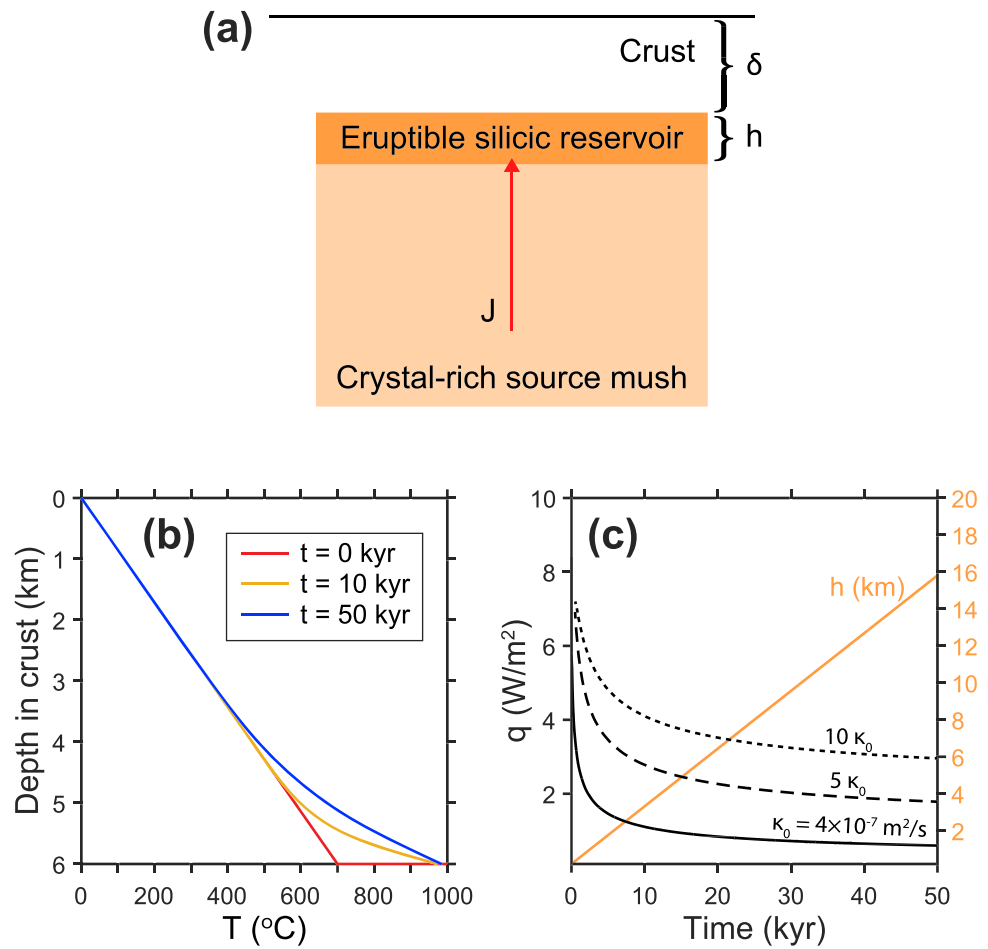 (a)
Crust
δ
Eruptible silicic reservoir
h
J
Crystal-rich source mush
(b)
t = 0 kyr
t = 10 kyr
t = 50 kyr
0
1
2
3
4
5
6
Depth in crust (km)
0 200 400 600 800 1000
T (°C)
(c)
h (km)
10 κ₀
5 κ₀
κ₀ = 4×10⁻⁷ m²/s
10
8
6
4
2
q (W/m²)
20
18
16
14
12
10
8
6
4
2
0 10 20 30 40 50
Time (kyr)